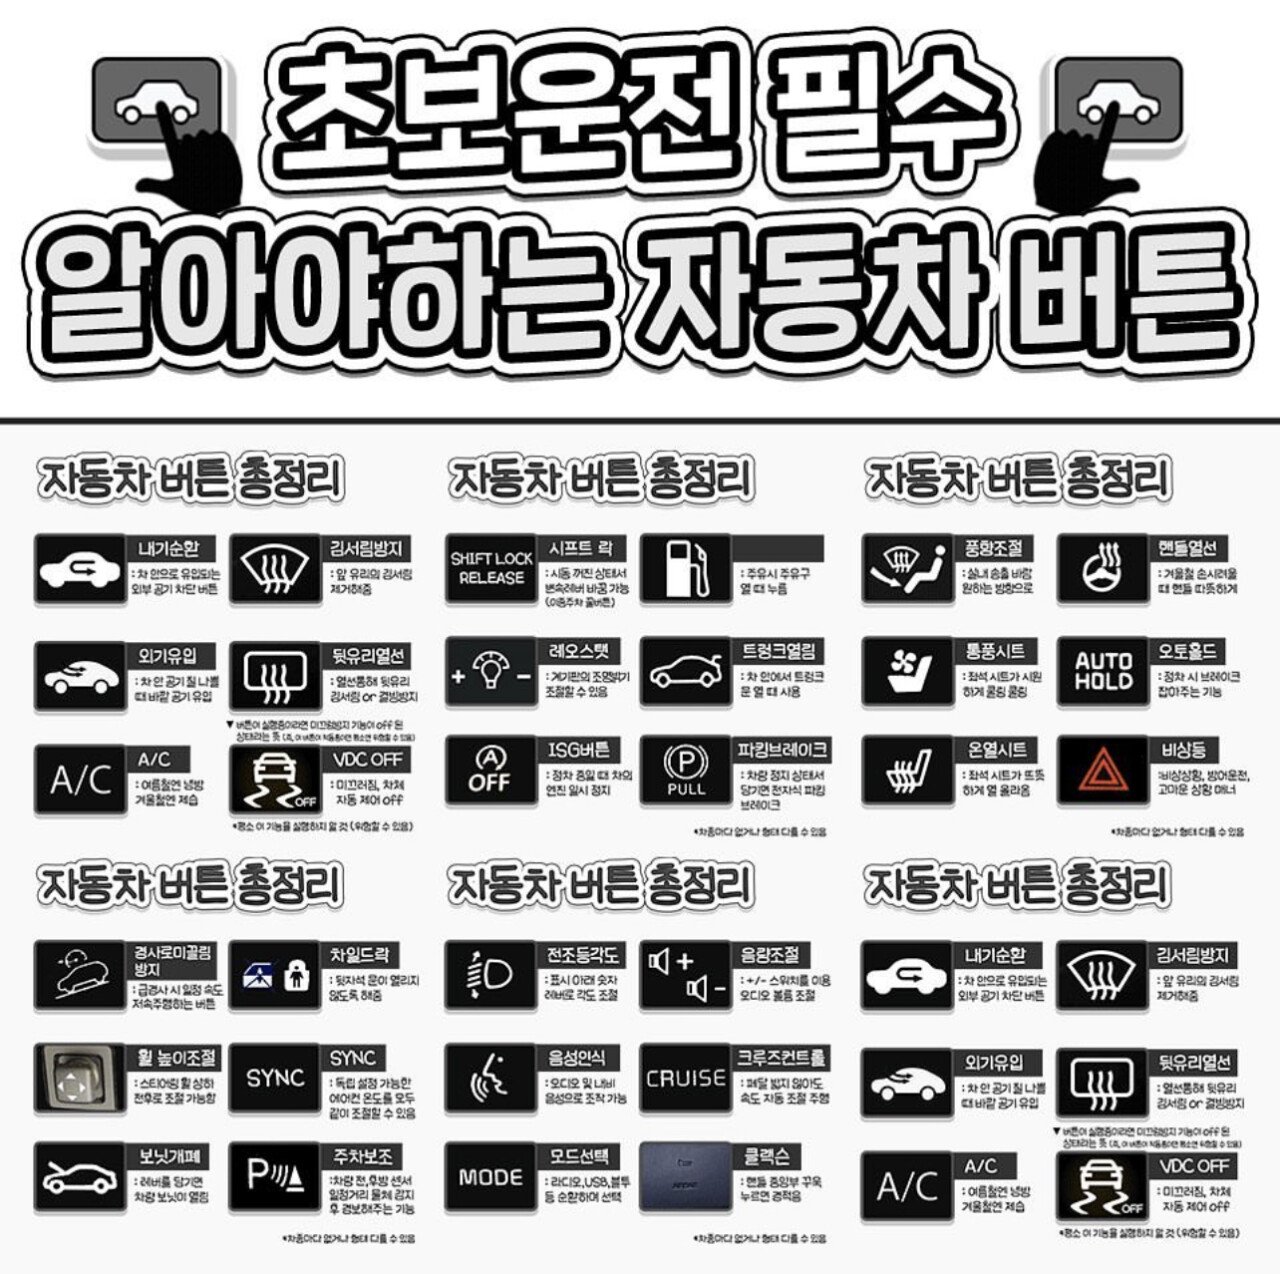 초보운전 필수
알아야하는 자동차 버튼
자동차 버튼 총정리
내기순환
: 차 안으로 유입되는
외부 공기 차단 버튼
김서림방지
: 앞 유리의 김서림
제거해줌
외기유입
: 차 안 공기 질 나쁠
때 바깥 공기 유입
뒷유리열선
: 열선통해 뒷유리
김서림 or 결빙방지
▼ 버튼이 실행중이라면 미끄럼방지 기능이 off 된
상태라는 뜻
A/C
A/C
: 여름철엔 냉방
겨울철엔 제습
OFF
VDC OFF
: 미끄러짐, 차체
자동 제어 off
*평소 이 기능을 실행하지 말 것 (위험할 수 있음)
자동차 버튼 총정리
SHIFT LOCK
RELEASE
시프트 락
: 시동 꺼진 상태서
변속레버 바꿈 가능
(이중주차 꿀버튼)
: 주유시 주유구
열 때 누름
+ -
레오스탯
: 계기판의 조명밝기
조절할 수 있음
트렁크열림
: 차 안에서 트렁크
문 열 때 사용
A
OFF
ISG버튼
: 정차 중일 때 차의
엔진 일시 정지
P
PULL
파킹브레이크
: 차량 정지 상태서
당기면 전자식 파킹
브레이크
*차종마다 없거나 형태 다를 수 있음
자동차 버튼 총정리
풍향조절
: 실내 송출 바람
원하는 방향으로
핸들열선
: 겨울철 손시려울
때 핸들 따뜻하게
통풍시트
: 좌석 시트가 시원
하게 쿨링 쿨링
AUTO
HOLD
오토홀드
: 정차 시 브레이크
잡아주는 기능
온열시트
: 좌석 시트가 뜨뜻
하게 열 올라옴
비상등
:비상상황, 방어운전,
고마운 상황 매너
*차종마다 없거나 형태 다를 수 있음
자동차 버튼 총정리
경사로미끌림
방지
: 급경사 시 일정 속도
저속주행하는 버튼
차일드락
: 뒷자석 문이 열리지
않도록 해줌
휠 높이조절
: 스티어링 휠 상하
전후로 조절 가능함
SYNC
SYNC
: 독립 설정 가능한
에어컨 온도를 모두
같이 조절할 수 있음
보닛개폐
: 레버를 당기면
차량 보닛이 열림
P
주차보조
:차량 전,후방 센서
일정거리 물체 감지
후 경보해주는 기능
*차종마다 없거나 형태 다를 수 있음
자동차 버튼 총정리
전조등각도
: 표시 아래 숫자
레버로 각도 조절
+
-
음량조절
: +/- 스위치를 이용
오디오 볼륨 조절
음성인식
: 오디오 및 내비
음성으로 조작 가능
CRUISE
크루즈컨트롤
: 페달 밟지 않아도
속도 자동 조절 주행
MODE
모드선택
: 라디오,USB,블투
등 순환하며 선택
클랙슨
: 핸들 중앙부 꾸욱
누르면 경적음
*차종마다 없거나 형태 다를 수 있음
자동차 버튼 총정리
내기순환
: 차 안으로 유입되는
외부 공기 차단 버튼
김서림방지
: 앞 유리의 김서림
제거해줌
외기유입
: 차 안 공기 질 나쁠
때 바깥 공기 유입
뒷유리열선
: 열선통해 뒷유리
김서림 or 결빙방지
▼ 버튼이 실행중이라면 미끄럼방지 기능이 off 된
상태라는 뜻
A/C
A/C
: 여름철엔 냉방
겨울철엔 제습
OFF
VDC OFF
: 미끄러짐, 차체
자동 제어 off
*평소 이 기능을 실행하지 말 것 (위험할 수 있음)